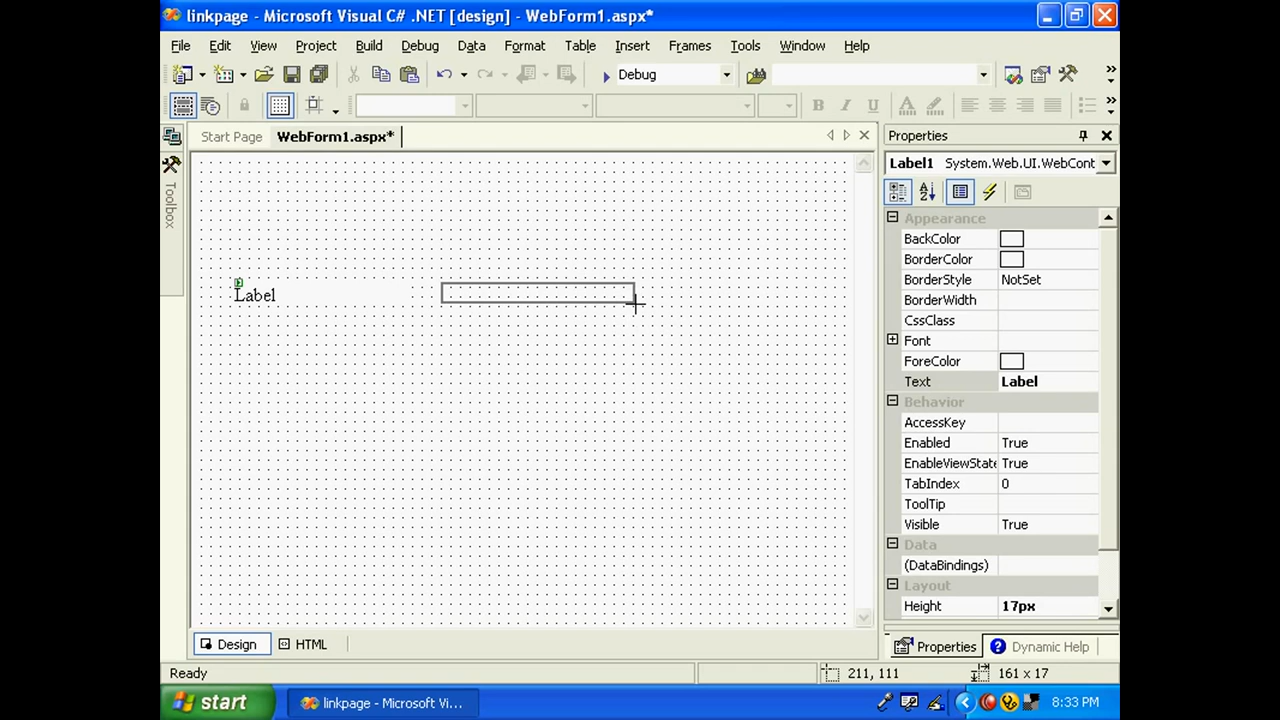 linkpage - Microsoft Visual C# .NET [design] - WebForm1.aspx*
File Edit View Project Build Debug Data Format Table Insert Frames Tools Window Help
Debug
B I U A
Start Page WebForm1.aspx*
Toolbox
Label
Properties
Label1 System.Web.UI.WebCont
Appearance
BackColor
BorderColor
BorderStyle NotSet
BorderWidth
CssClass
Font
ForeColor
Text Label
Behavior
AccessKey
Enabled True
EnableViewState True
TabIndex 0
ToolTip
Visible True
Data
(DataBindings)
Layout
Height 17px
Design HTML
Properties Dynamic Help
Ready 211, 111 161 x 17
start linkpage - Microsoft Vi... 8:33 PM